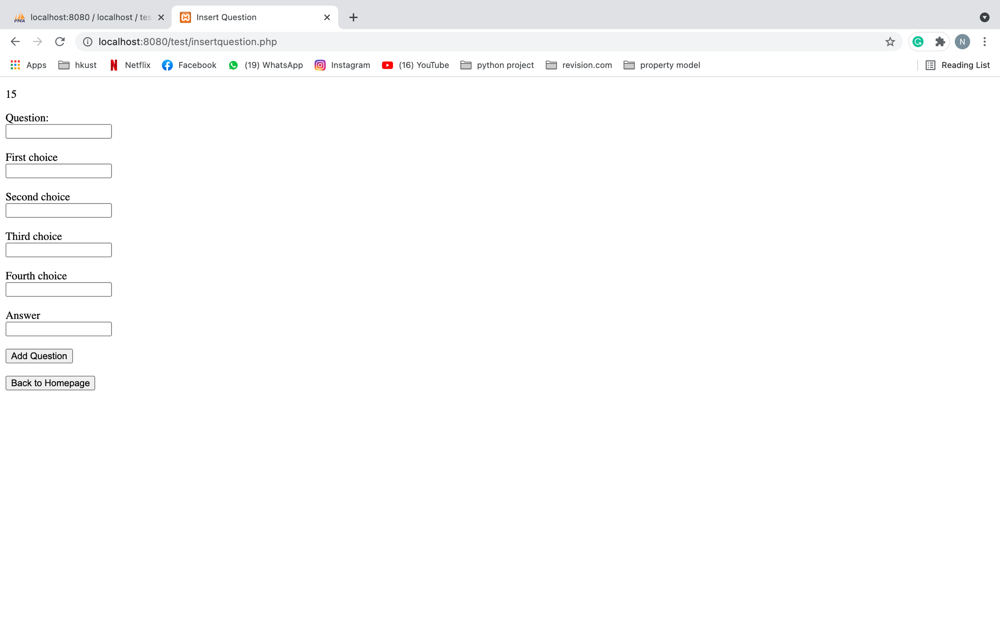 PMA localhost:8080 / localhost / tes Insert Question
localhost:8080/test/insertquestion.php N
Apps hkust Netflix Facebook (19) WhatsApp Instagram (16) YouTube python project revision.com property model Reading List
15
Question:
First choice
Second choice
Third choice
Fourth choice
Answer
Add Question
Back to Homepage